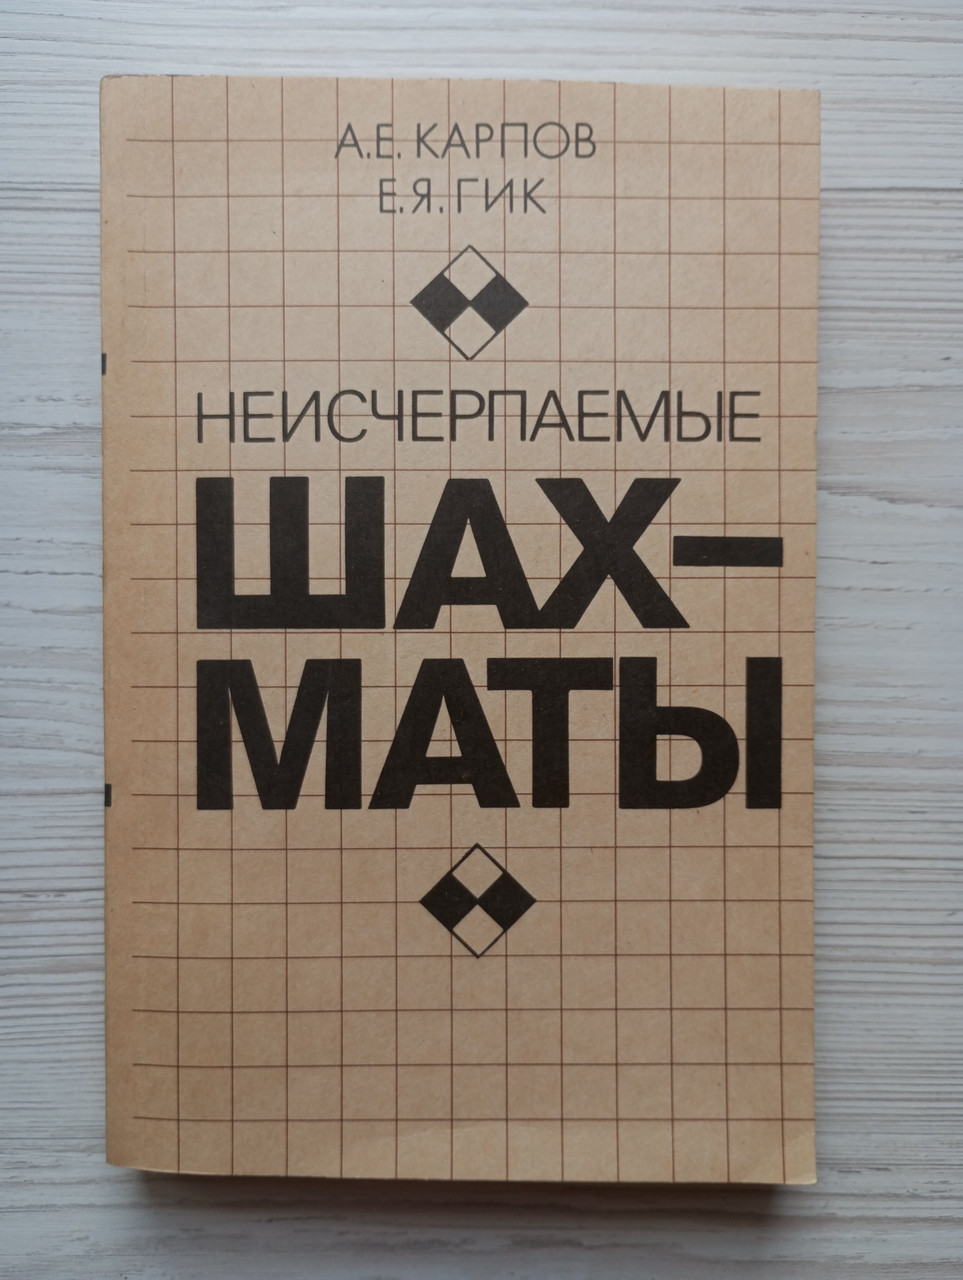 А.Е. КАРПОВ
Е.Я. ГИК
НЕИСЧЕРПАЕМЫЕ
ШАХ-
МАТЫ